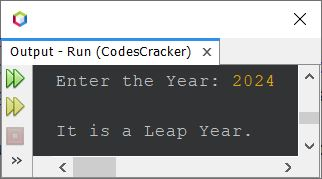 Output - Run (CodesCracker)
Enter the Year: 2024
It is a Leap Year.